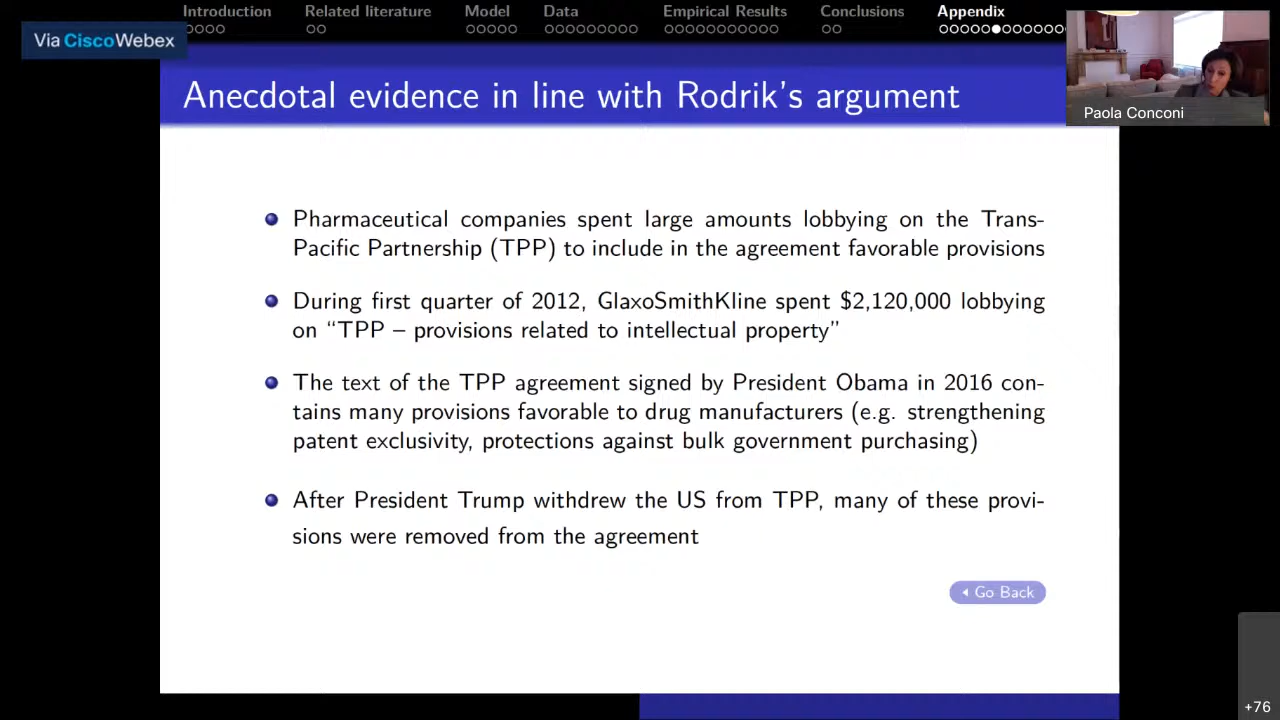 Introduction Related literature Model Data Empirical Results Conclusions Appendix
Via Cisco Webex
Anecdotal evidence in line with Rodrik's argument
Paola Conconi
Pharmaceutical companies spent large amounts lobbying on the Trans-
Pacific Partnership (TPP) to include in the agreement favorable provisions
During first quarter of 2012, GlaxoSmithKline spent $2,120,000 lobbying
on “TPP – provisions related to intellectual property”
The text of the TPP agreement signed by President Obama in 2016 con-
tains many provisions favorable to drug manufacturers (e.g. strengthening
patent exclusivity, protections against bulk government purchasing)
After President Trump withdrew the US from TPP, many of these provi-
sions were removed from the agreement
Go Back
+76